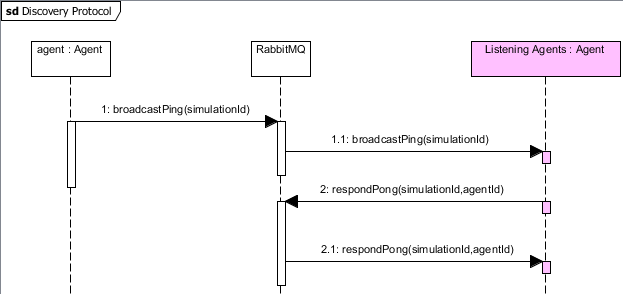 sd Discovery Protocol
agent : Agent
RabbitMQ
Listening Agents : Agent
1: broadcastPing(simulationId)
1.1: broadcastPing(simulationId)
2: respondPong(simulationId,agentId)
2.1: respondPong(simulationId,agentId)